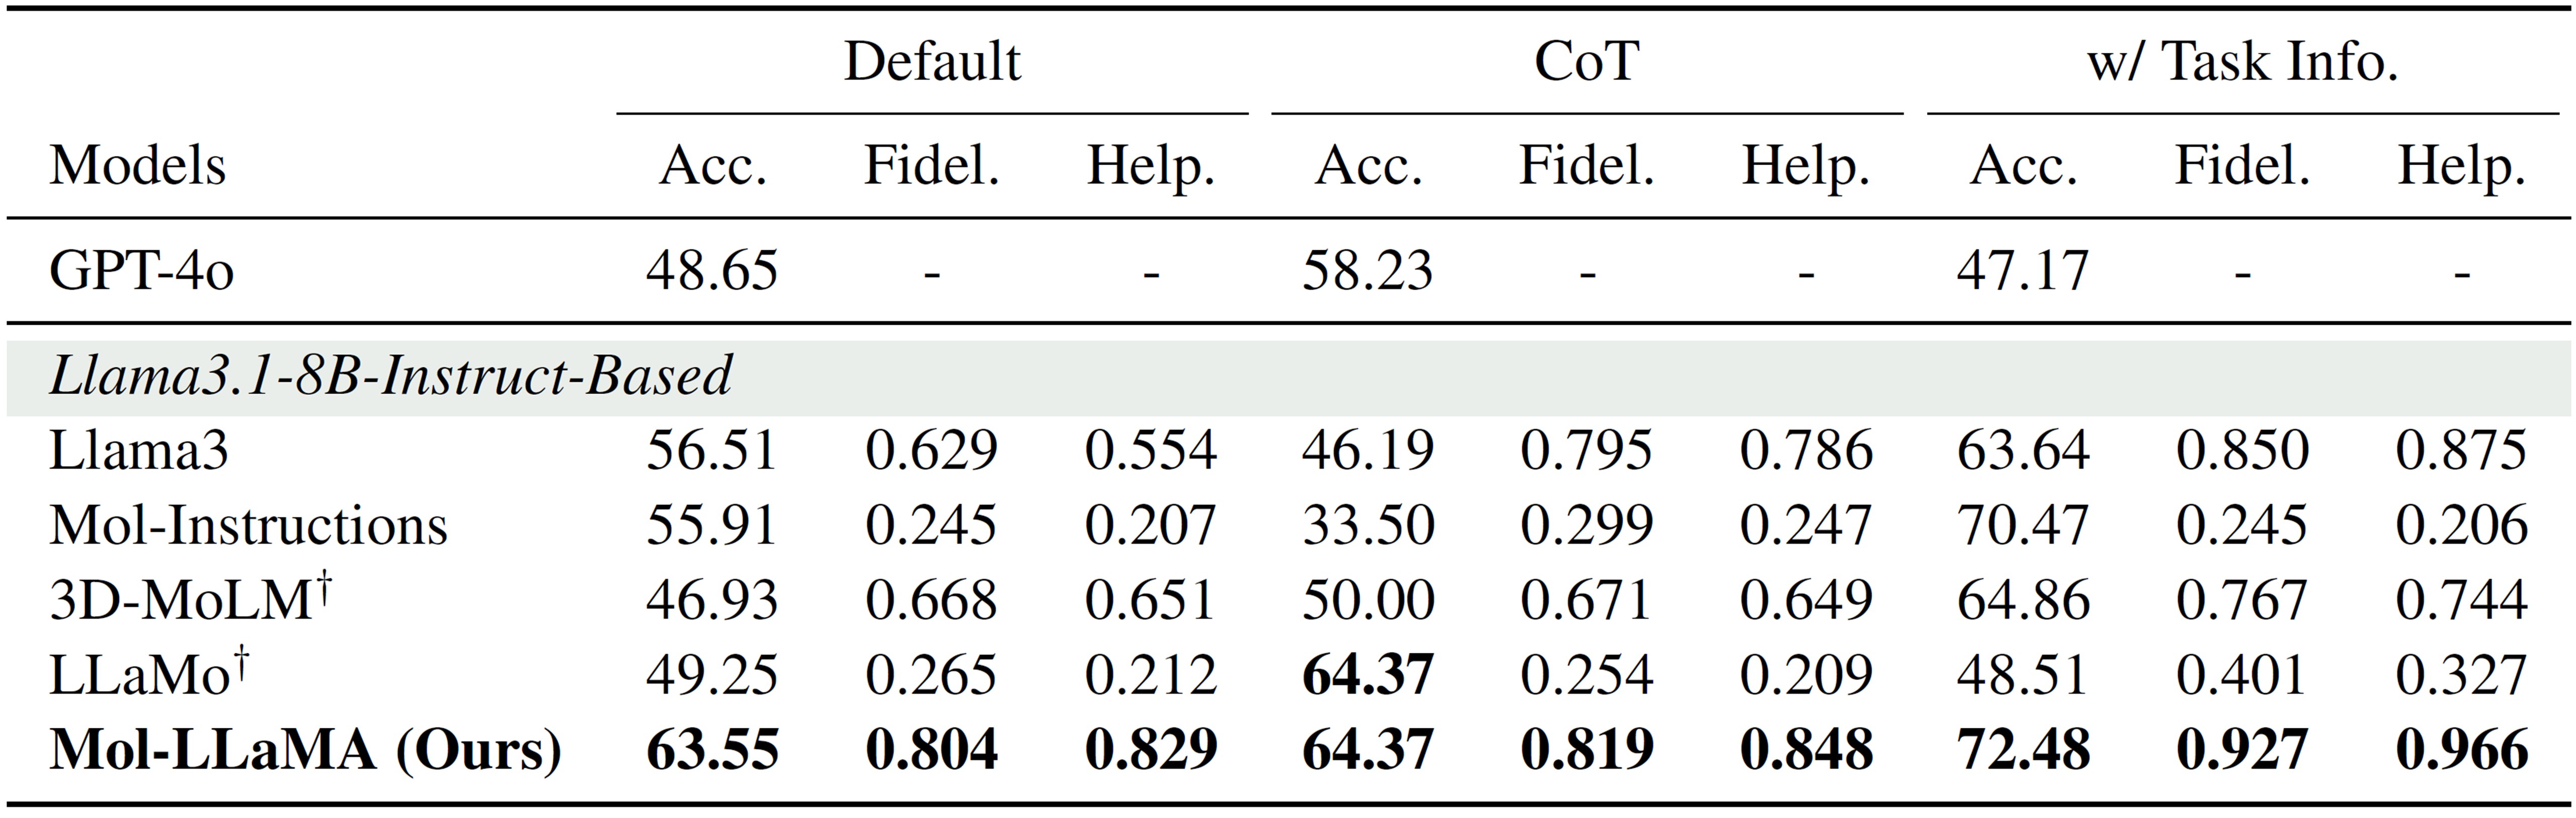 Default CoT w/ Task Info.
Models Acc. Fidel. Help. Acc. Fidel. Help. Acc. Fidel. Help.
GPT-4o 48.65 - - 58.23 - - 47.17 - -
Llama3.1-8B-Instruct-Based
Llama3 56.51 0.629 0.554 46.19 0.795 0.786 63.64 0.850 0.875
Mol-Instructions 55.91 0.245 0.207 33.50 0.299 0.247 70.47 0.245 0.206
3D-MoLM† 46.93 0.668 0.651 50.00 0.671 0.649 64.86 0.767 0.744
LLaMo† 49.25 0.265 0.212 64.37 0.254 0.209 48.51 0.401 0.327
Mol-LLaMA (Ours) 63.55 0.804 0.829 64.37 0.819 0.848 72.48 0.927 0.966